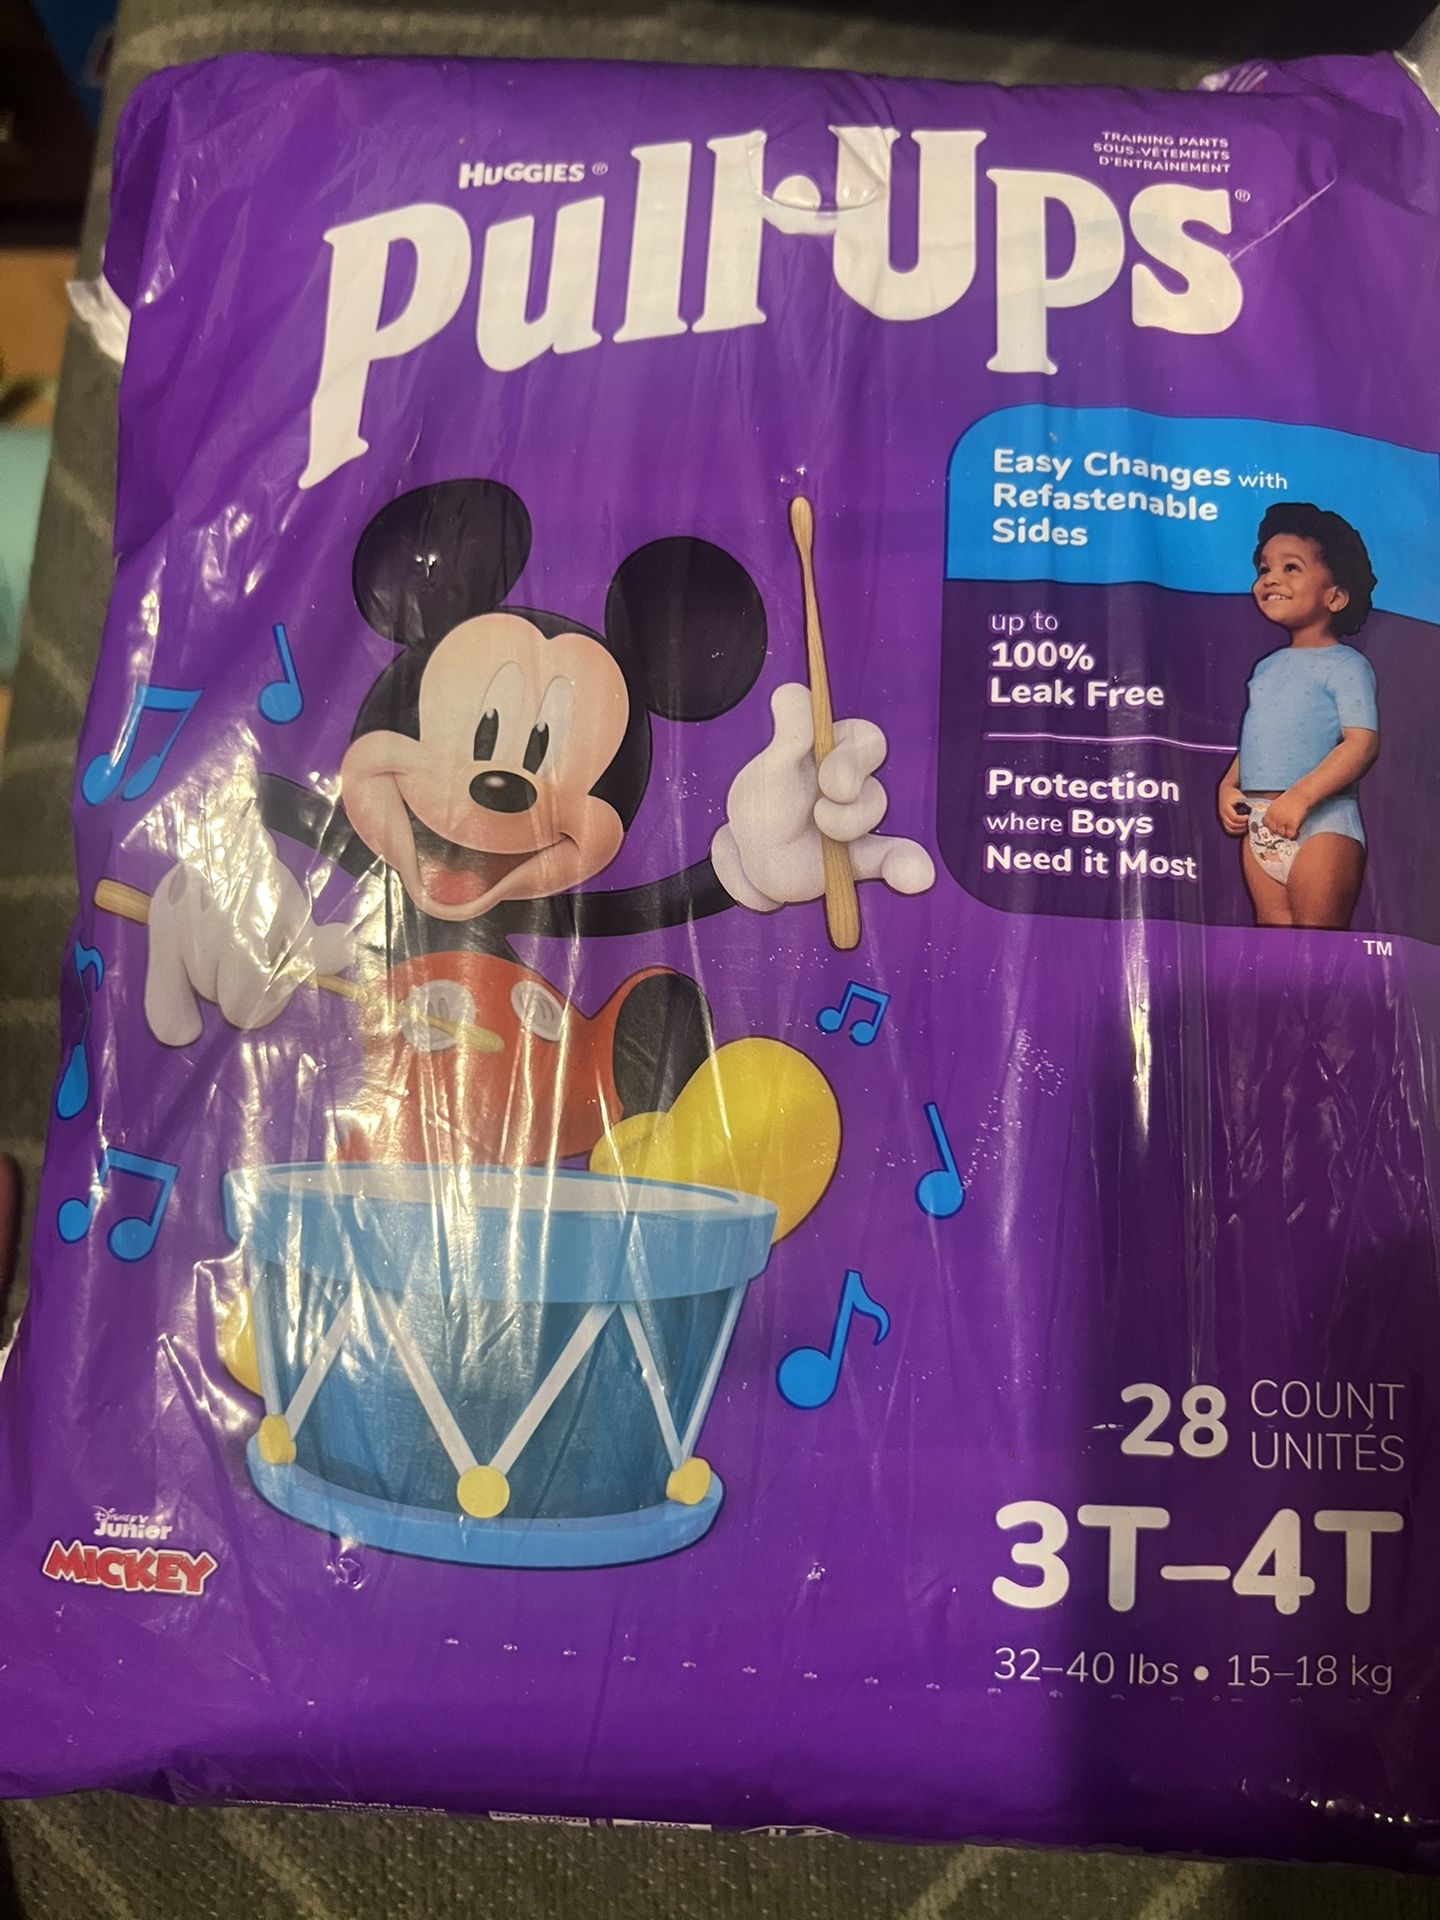 HUGGIES®
Pull-Ups®
TRAINING PANTS
SOUS-VÊTEMENTS
D'ENTRAÎNEMENT
Easy Changes with
Refastenable
Sides
up to
100%
Leak Free
Protection
where Boys
Need it Most
TM
28 COUNT
UNITÉS
3T–4T
32–40 lbs • 15–18 kg
Disney
Junior
MICKEY